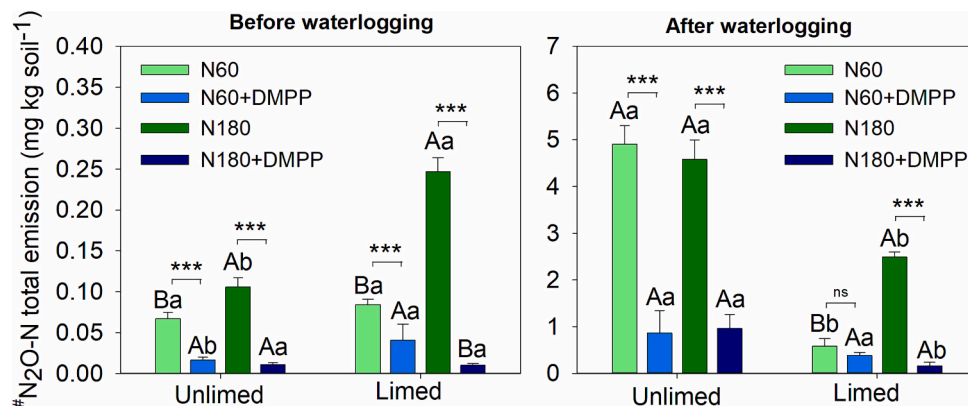 Before waterlogging
After waterlogging
#N2O-N total emission (mg kg soil-1)
0.40
0.35
0.30
0.25
0.20
0.15
0.10
0.05
0.00
N60
N60+DMPP
N180
N180+DMPP
***
***
***
***
Ba
Ab
Ab
Aa
Ba
Aa
Aa
Ba
Unlimed
Limed
7
6
5
4
3
2
1
0
N60
N60+DMPP
N180
N180+DMPP
***
***
ns
***
Aa
Aa
Aa
Aa
Bb
Aa
Ab
Ab
Unlimed
Limed